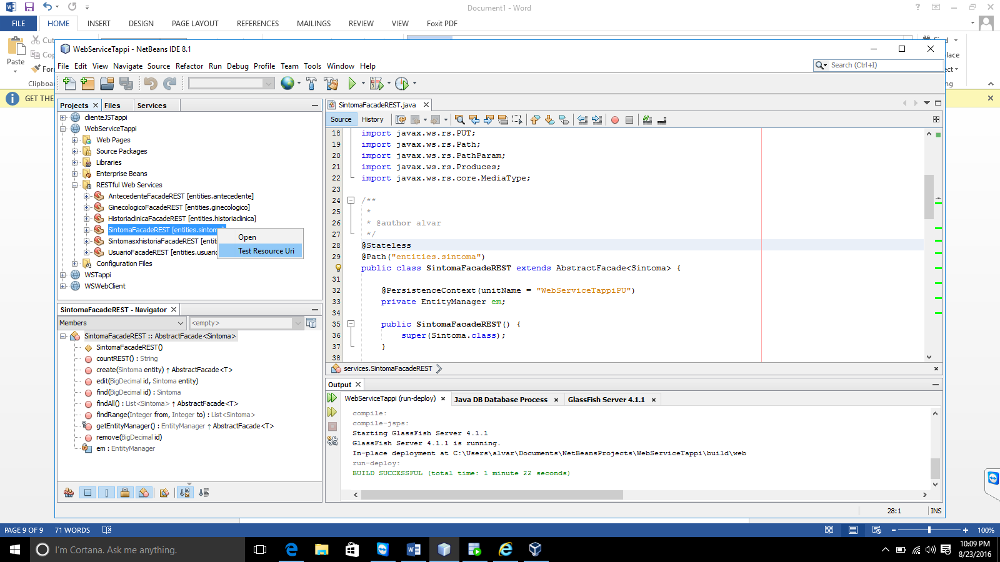 Document1 - Word
FILE HOME INSERT DESIGN PAGE LAYOUT REFERENCES MAILINGS REVIEW VIEW Foxit PDF
Paste
GET THE
WebServiceTappi - NetBeans IDE 8.1
File Edit View Navigate Source Refactor Run Debug Profile Team Tools Window Help
Search (Ctrl+I)
Projects Files Services
clienteJSTappi
WebServiceTappi
Web Pages
Source Packages
Libraries
Enterprise Beans
RESTful Web Services
AntecedenteFacadeREST [entities.antecedente]
GinecologicoFacadeREST [entities.ginecologico]
HistoriaclinicaFacadeREST [entities.historiaclinica]
SintomaFacadeREST [entities.sintoma]
SintomasxhistoriaFacadeREST [entit
UsuarioFacadeREST [entities.usuario
Configuration Files
WSTappi
WSWebClient
Open
Test Resource Uri
SintomaFacadeREST - Navigator
Members
<empty>
SintomaFacadeREST :: AbstractFacade<Sintoma>
SintomaFacadeREST()
countREST() : String
create(Sintoma entity) ↑ AbstractFacade<T>
edit(BigDecimal id, Sintoma entity)
find(BigDecimal id) : Sintoma
findAll() : List<Sintoma> ↑ AbstractFacade<T>
findRange(Integer from, Integer to) : List<Sintoma>
getEntityManager() : EntityManager ↑ AbstractFacade<T>
remove(BigDecimal id)
em : EntityManager
SintomaFacadeREST.java
Source History
18 import javax.ws.rs.PUT;
19 import javax.ws.rs.Path;
20 import javax.ws.rs.PathParam;
21 import javax.ws.rs.Produces;
22 import javax.ws.rs.core.MediaType;
23
24 /**
25 *
26 * @author alvar
27 */
28 @Stateless
29 @Path("entities.sintoma")
public class SintomaFacadeREST extends AbstractFacade<Sintoma> {
31
32 @PersistenceContext(unitName = "WebServiceTappiPU")
33 private EntityManager em;
34
35 public SintomaFacadeREST() {
36 super(Sintoma.class);
37 }
38
services.SintomaFacadeREST
Output
WebServiceTappi (run-deploy) Java DB Database Process GlassFish Server 4.1.1
compile:
compile-jsps:
Starting GlassFish Server 4.1.1
GlassFish Server 4.1.1 is running.
In-place deployment at C:\Users\alvar\Documents\NetBeansProjects\WebServiceTappi\build\web
run-deploy:
BUILD SUCCESSFUL (total time: 1 minute 22 seconds)
28:1 INS
PAGE 9 OF 9 71 WORDS 100%
I'm Cortana. Ask me anything.
10:09 PM
8/23/2016